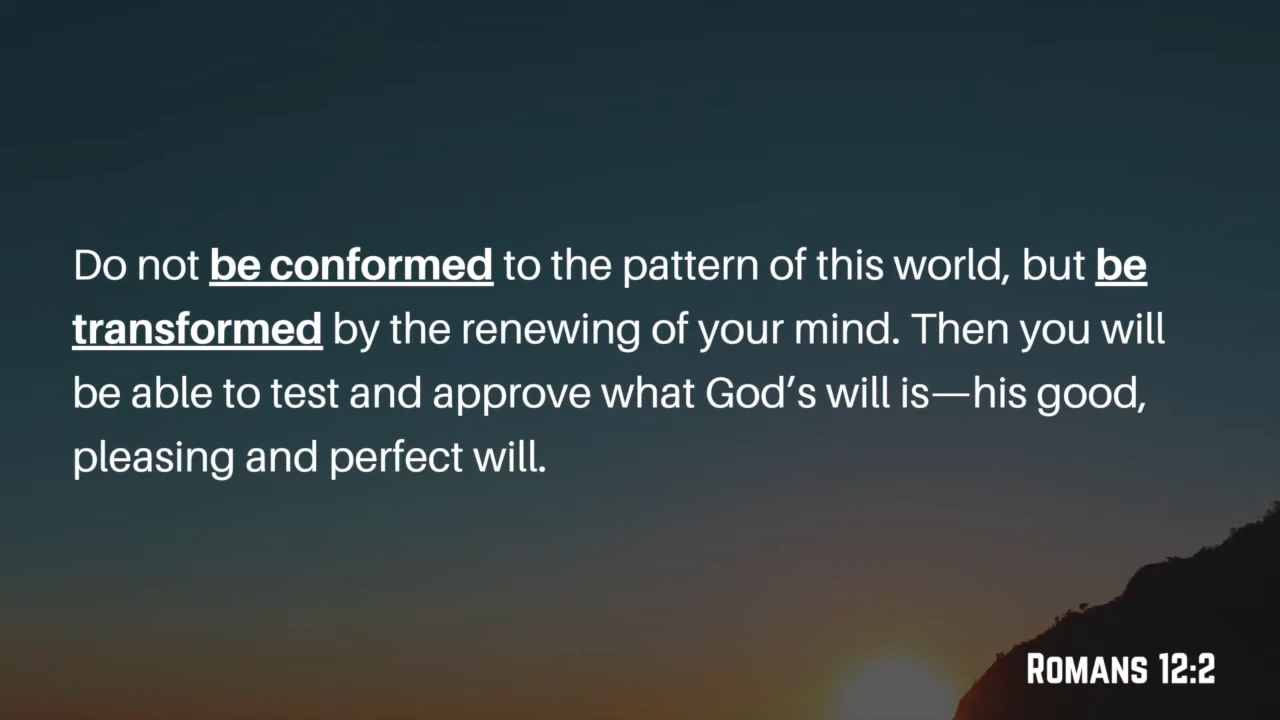 Do not be conformed to the pattern of this world, but be
transformed by the renewing of your mind. Then you will
be able to test and approve what God’s will is—his good,
pleasing and perfect will.
Romans 12:2